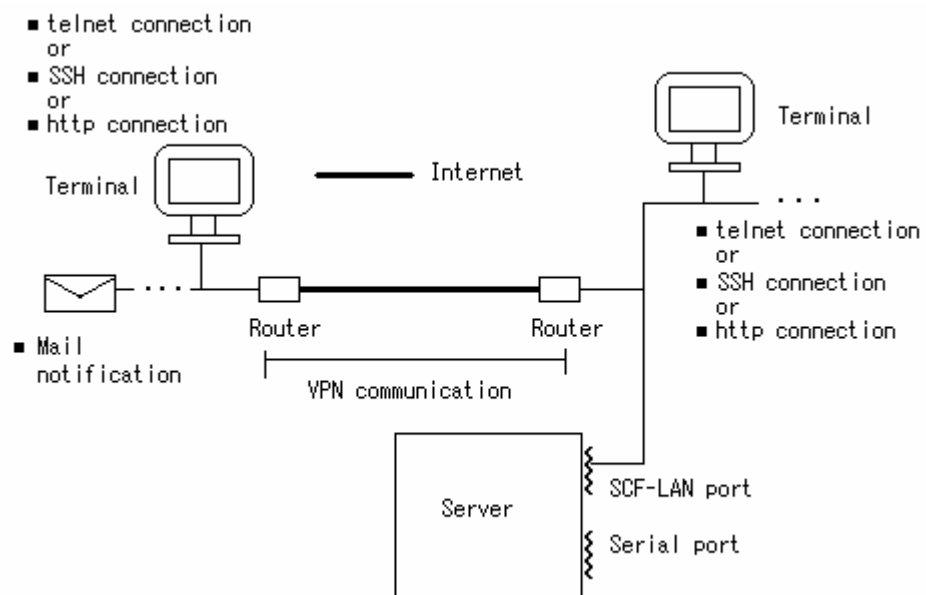 ■ telnet connection
or
■ SSH connection
or
■ http connection
Terminal
Terminal
Internet
...
■ telnet connection
or
■ SSH connection
or
■ http connection
...
Router
Router
■ Mail
notification
VPN communication
Server
SCF-LAN port
Serial port